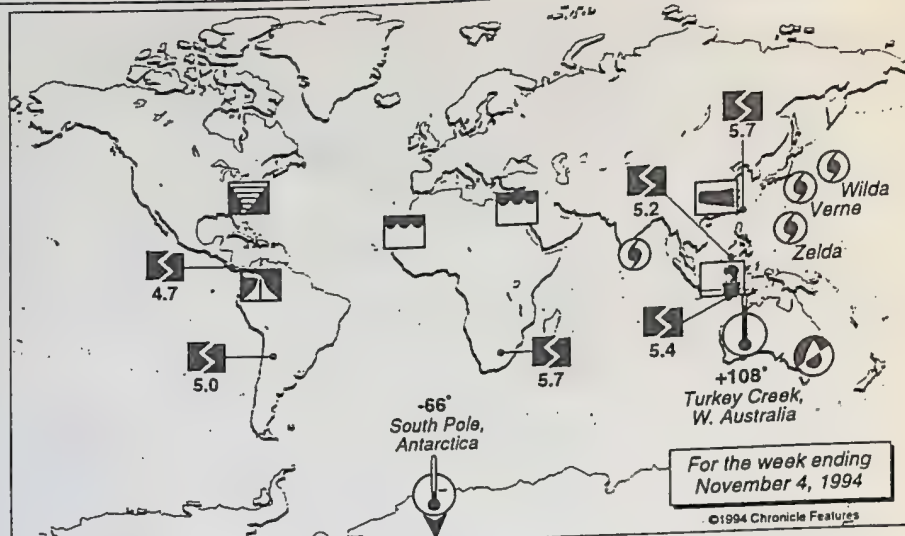 5.7
5.2
Wilda
Verne
Zelda
4.7
5.4
5.0
5.7
+108°
Turkey Creek,
W. Australia
-66°
South Pole,
Antarctica
For the week ending
November 4, 1994
©1994 Chronicle Features